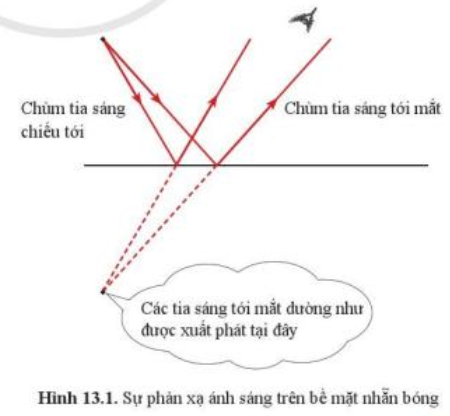 Chùm tia sáng
chiếu tới
Chùm tia sáng tới mắt
Các tia sáng tới mắt dường như
được xuất phát tại đây
Hình 13.1. Sự phản xạ ánh sáng trên bề mặt nhẵn bóng